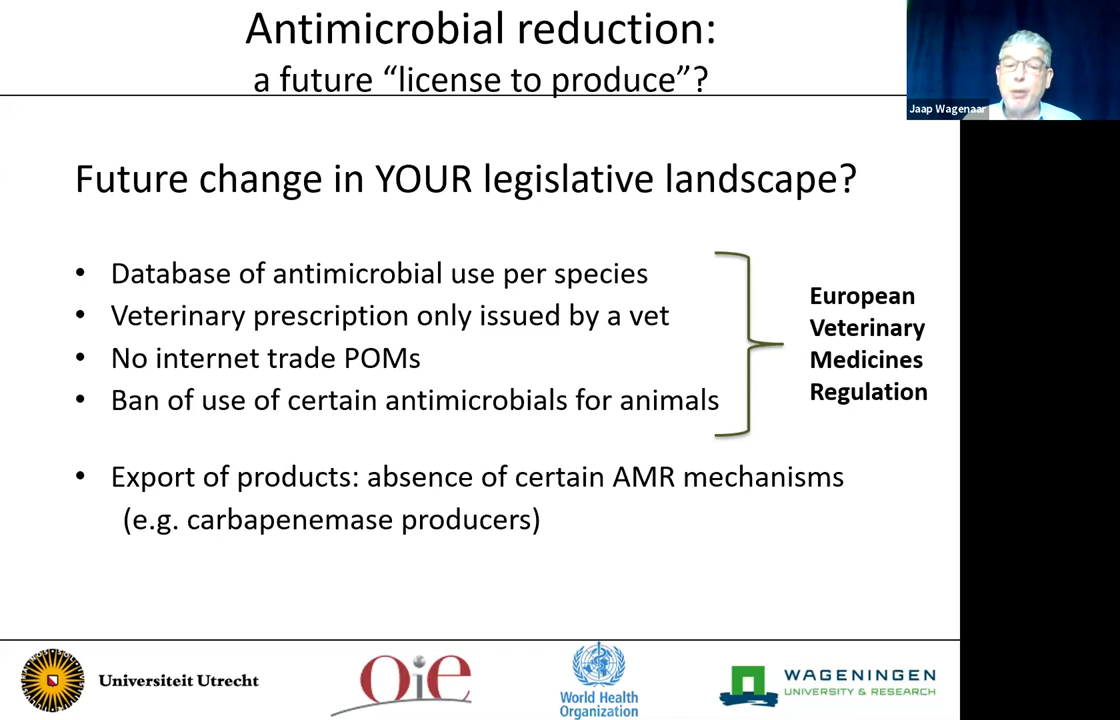 Antimicrobial reduction:
a future “license to produce”?
Jaap Wagenaar
Future change in YOUR legislative landscape?
• Database of antimicrobial use per species
• Veterinary prescription only issued by a vet
• No internet trade POMs
• Ban of use of certain antimicrobials for animals
European
Veterinary
Medicines
Regulation
• Export of products: absence of certain AMR mechanisms
(e.g. carbapenemase producers)
Universiteit Utrecht
Oie
World Health
Organization
WAGENINGEN
UNIVERSITY & RESEARCH